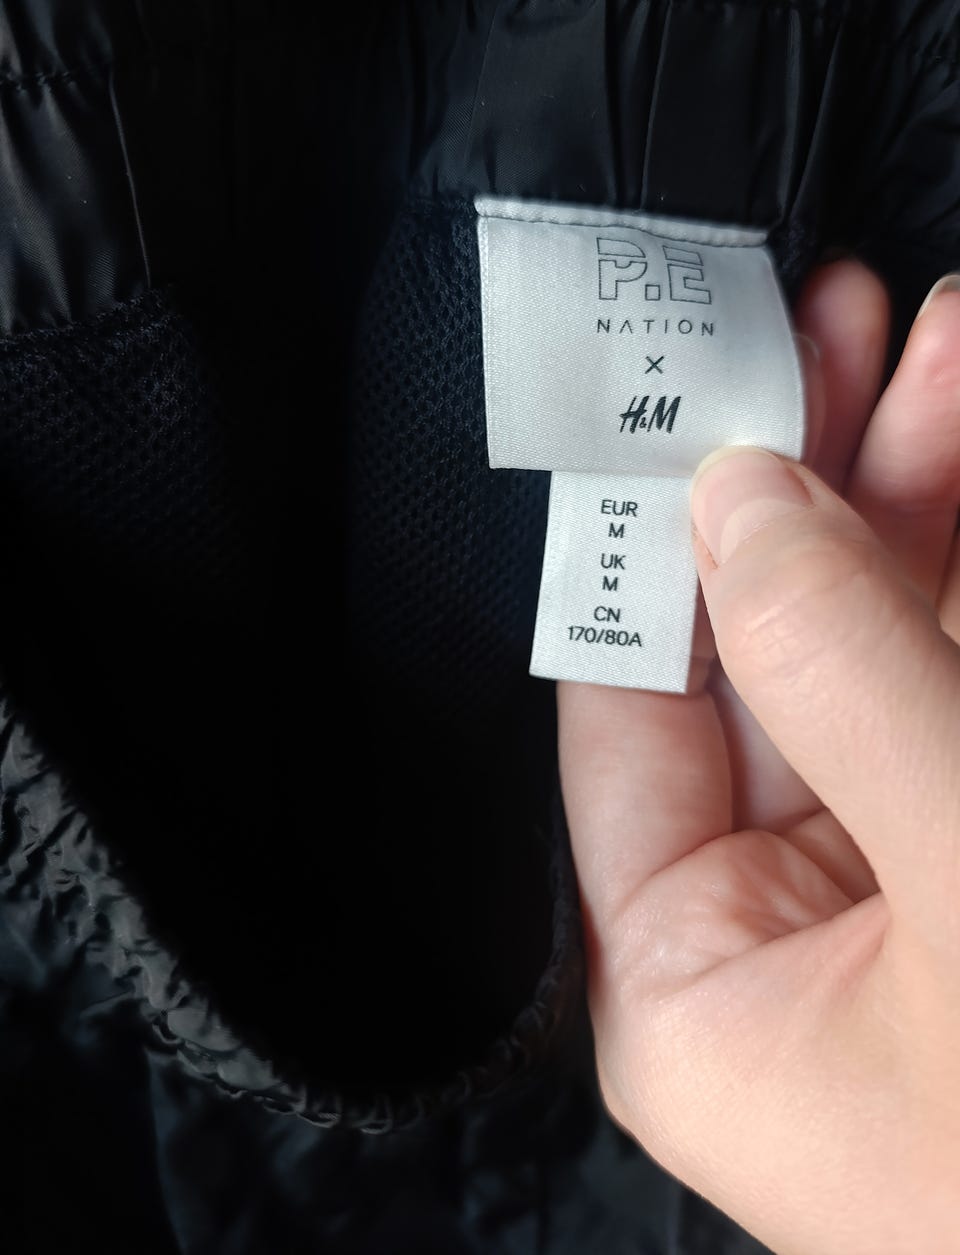 P.E
NATION
×
H&M
EUR
M
UK
M
CN
170/80A